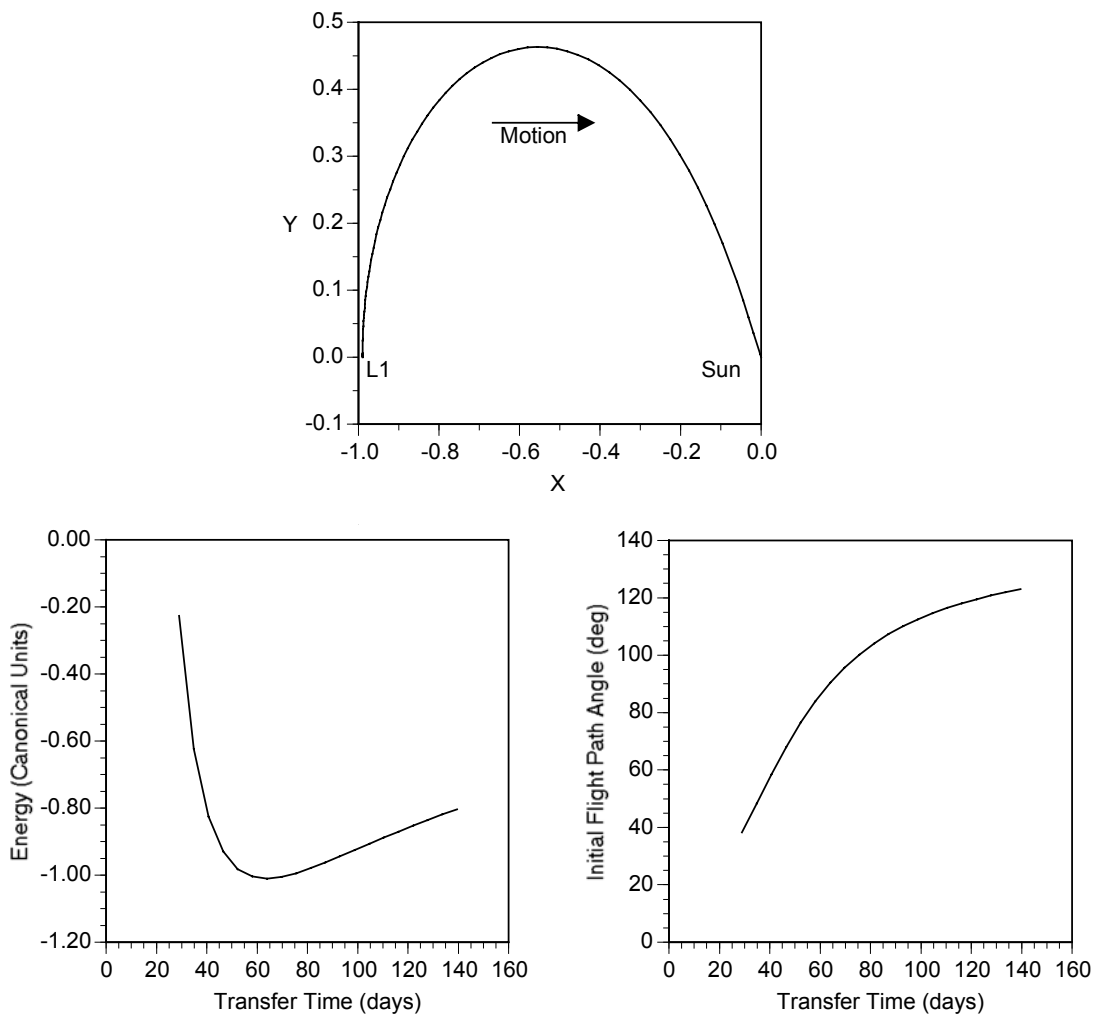 0.5
0.4
0.3
0.2
0.1
0.0
-0.1
Y
Motion
L1
Sun
-1.0 -0.8 -0.6 -0.4 -0.2 0.0
X
0.00
-0.20
-0.40
-0.60
-0.80
-1.00
-1.20
Energy (Canonical Units)
0 20 40 60 80 100 120 140 160
Transfer Time (days)
140
120
100
80
60
40
20
0
Initial Flight Path Angle (deg)
0 20 40 60 80 100 120 140 160
Transfer Time (days)